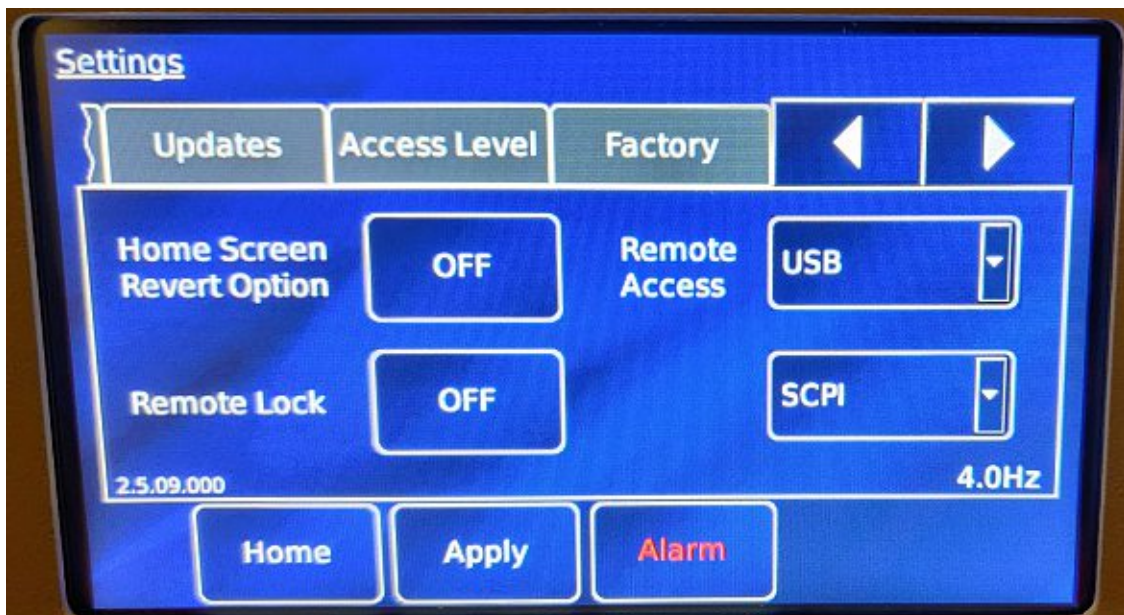 Settings
Updates Access Level Factory
Home Screen
Revert Option
OFF
Remote
Access
USB
Remote Lock
OFF
SCPI
2.5.09.000
4.0Hz
Home Apply Alarm